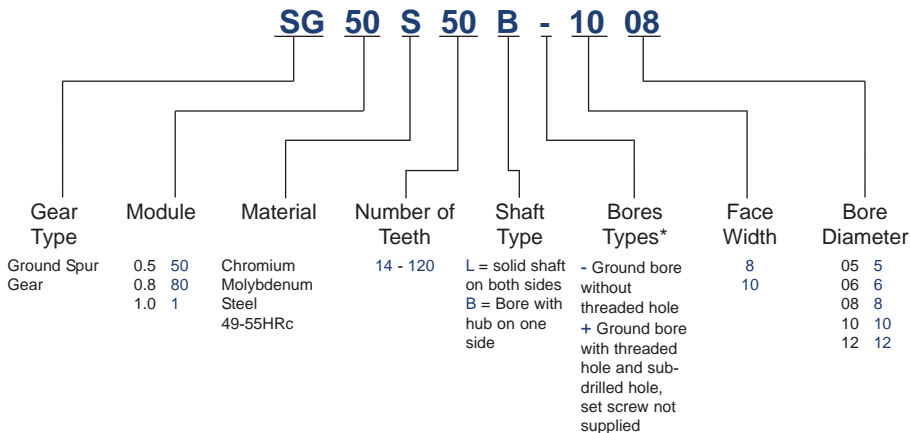 SG 50 S 50 B - 10 08
Gear
Type
Ground Spur
Gear
Module
0.5 50
0.8 80
1.0 1
Material
Chromium
Molybdenum
Steel
49-55HRc
Number of
Teeth
14 - 120
Shaft
Type
L = solid shaft
on both sides
B = Bore with
hub on one
side
Bores
Types*
- Ground bore
without
threaded hole
+ Ground bore
with threaded
hole and sub-
drilled hole,
set screw not
supplied
Face
Width
8
10
Bore
Diameter
05 5
06 6
08 8
10 10
12 12